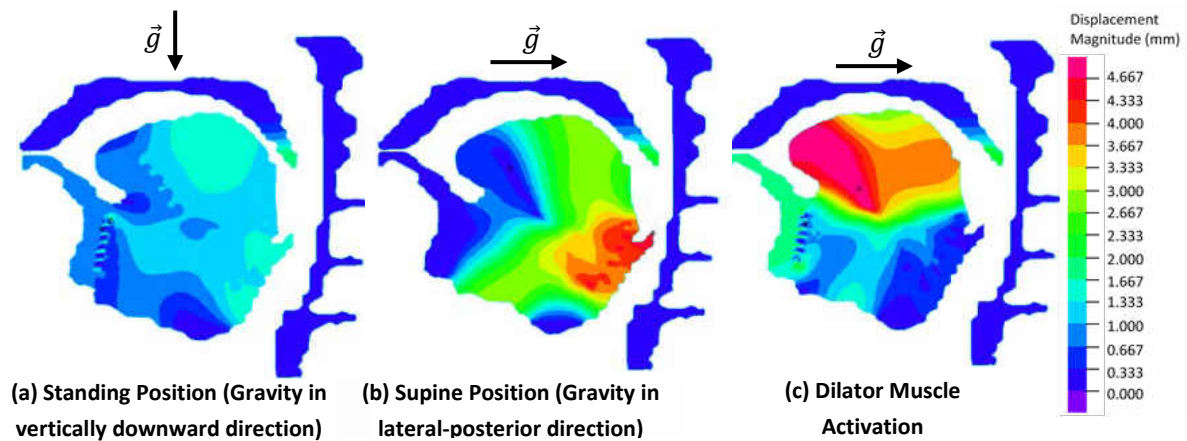 g⃗
g⃗
g⃗
Displacement
Magnitude (mm)
4.667
4.333
4.000
3.667
3.333
3.000
2.667
2.333
2.000
1.667
1.333
1.000
0.667
0.333
0.000
(a) Standing Position (Gravity in
vertically downward direction)
(b) Supine Position (Gravity in
lateral-posterior direction)
(c) Dilator Muscle
Activation